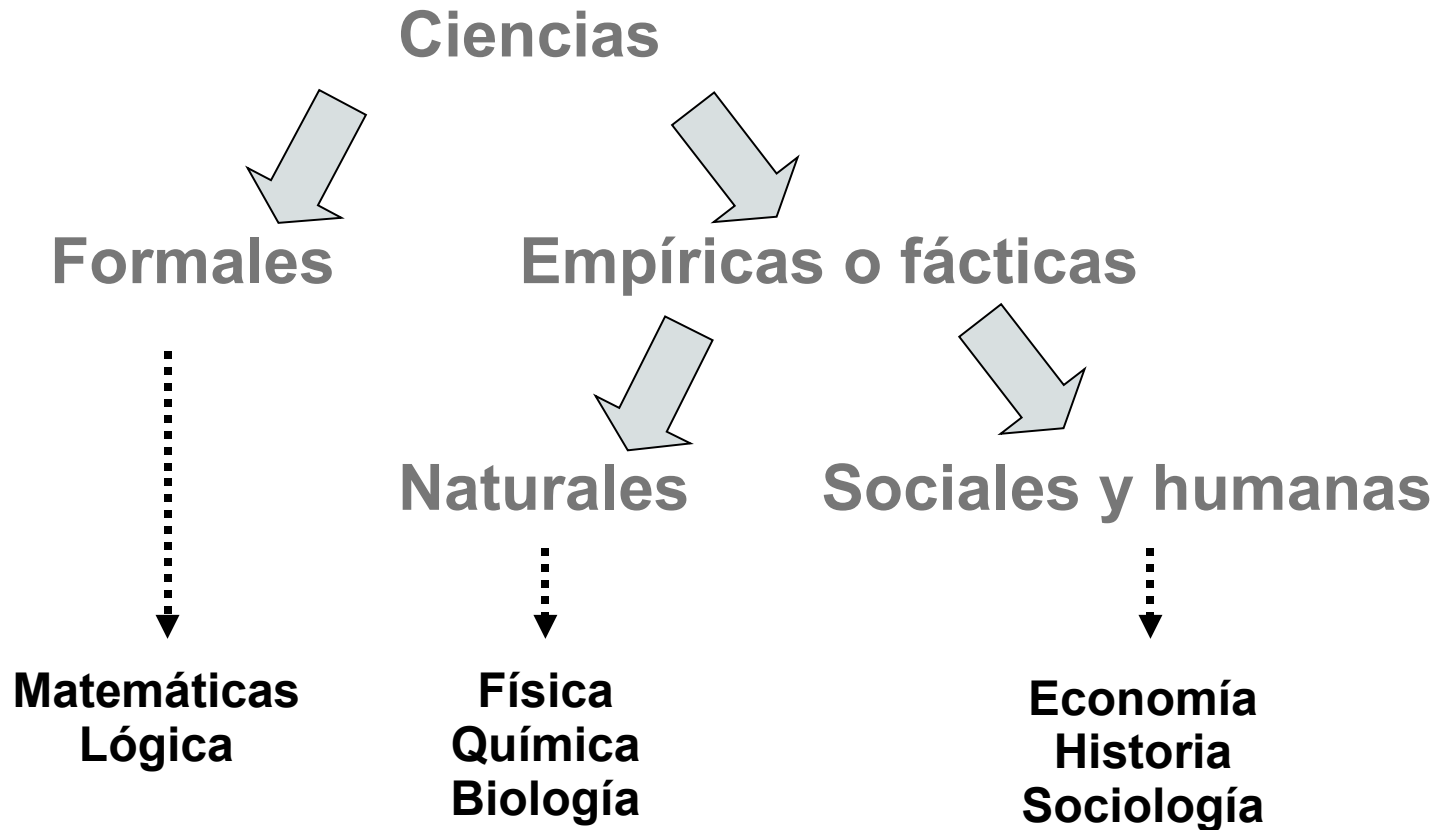 Ciencias
Formales
Empíricas o fácticas
Naturales
Sociales y humanas
Matemáticas
Lógica
Física
Química
Biología
Economía
Historia
Sociología